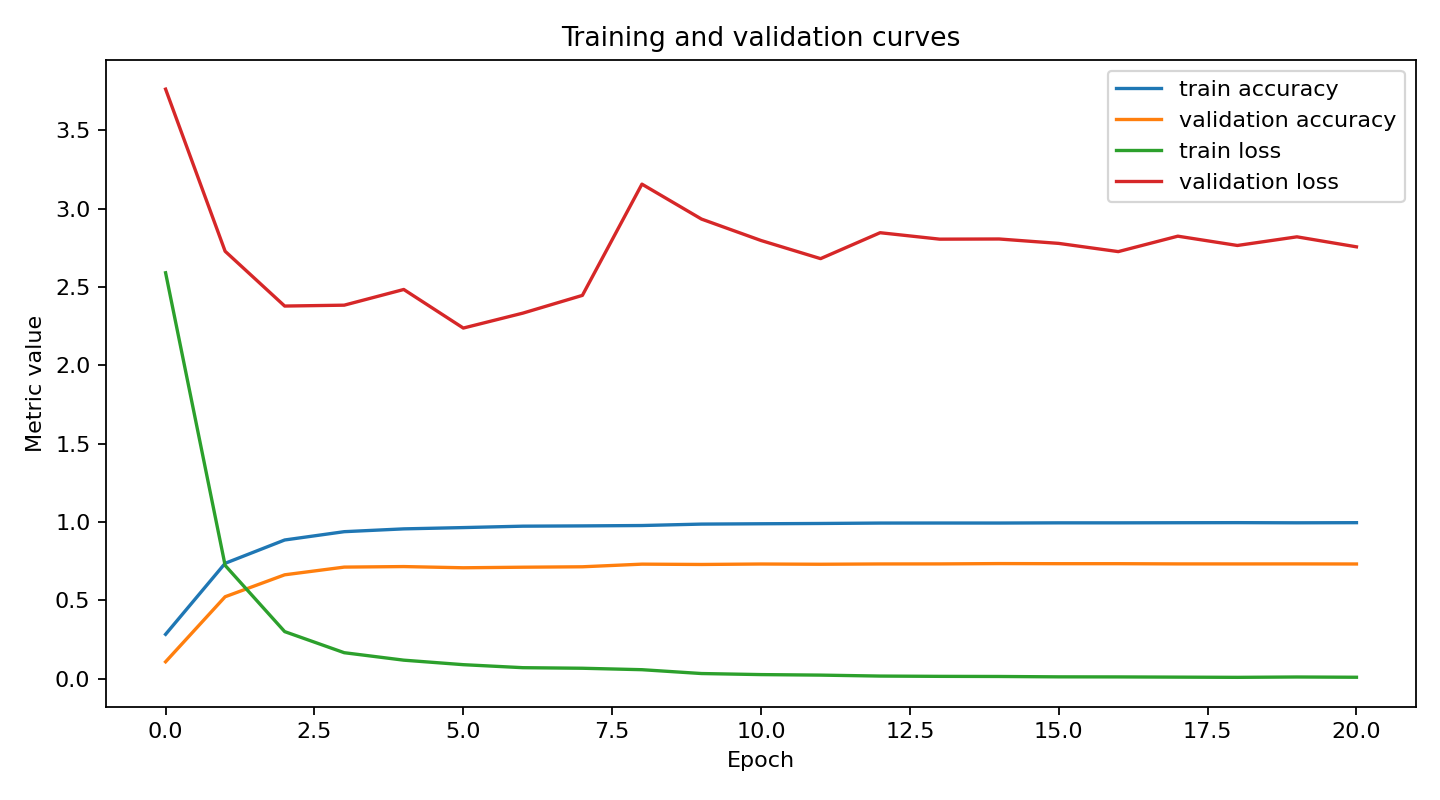 Training and validation curves
train accuracy
validation accuracy
train loss
validation loss
3.5
3.0
2.5
2.0
1.5
1.0
0.5
0.0
Metric value
0.0 2.5 5.0 7.5 10.0 12.5 15.0 17.5 20.0
Epoch